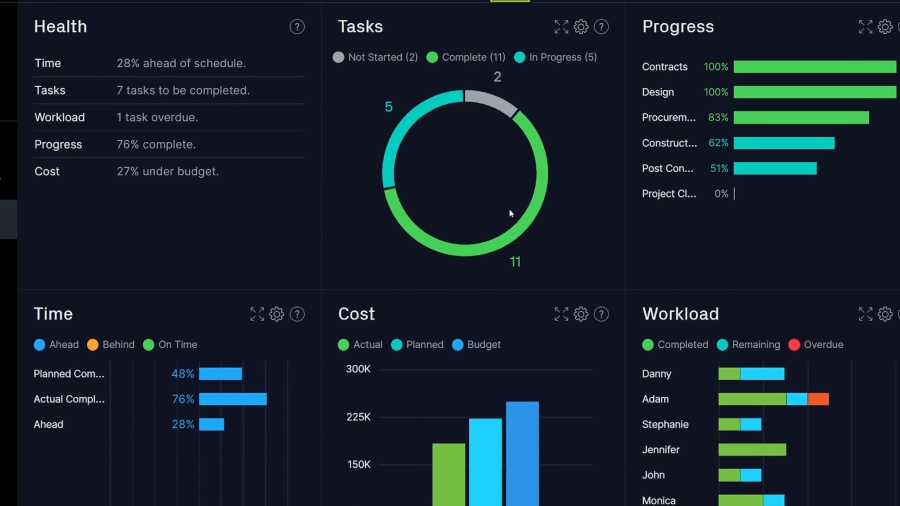 Health
Time 28% ahead of schedule.
Tasks 7 tasks to be completed.
Workload 1 task overdue.
Progress 76% complete.
Cost 27% under budget.
Tasks
Not Started (2) Complete (11) In Progress (5)
2
5
11
Progress
Contracts 100%
Design 100%
Procurem... 83%
Construct... 62%
Post Con... 51%
Project Cl... 0%
Time
Ahead Behind On Time
Planned Com... 48%
Actual Compl... 76%
Ahead 28%
Cost
Actual Planned Budget
300K
225K
150K
Workload
Completed Remaining Overdue
Danny
Adam
Stephanie
Jennifer
John
Monica